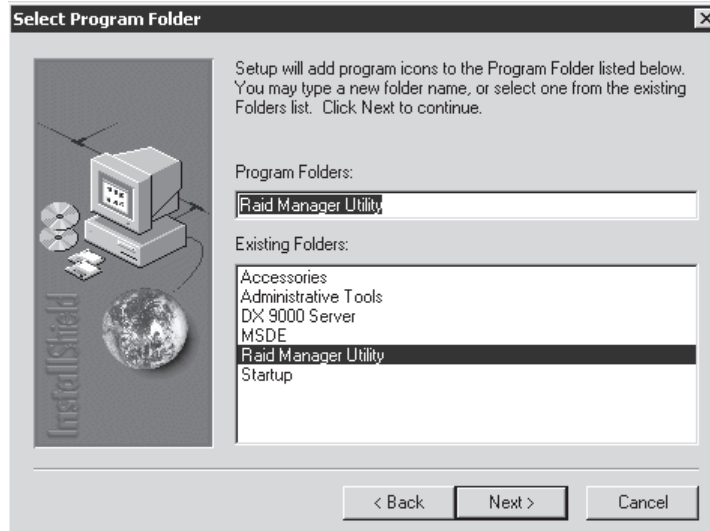 Select Program Folder
Setup will add program icons to the Program Folder listed below.
You may type a new folder name, or select one from the existing
Folders list. Click Next to continue.
Program Folders:
Raid Manager Utility
Existing Folders:
Accessories
Administrative Tools
DX 9000 Server
MSDE
Raid Manager Utility
Startup
InstallShield
< Back
Next >
Cancel